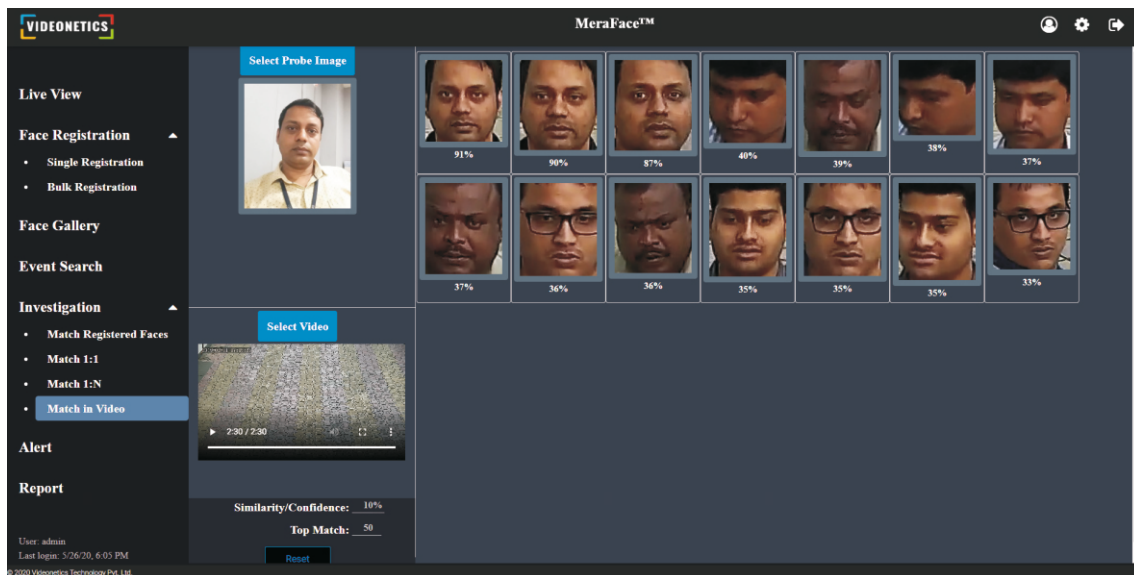 VIDEONETICS
MeraFace™
Live View
Face Registration
Single Registration
Bulk Registration
Face Gallery
Event Search
Investigation
Match Registered Faces
Match 1:1
Match 1:N
Match in Video
Alert
Report
User: admin
Last login: 5/26/20, 6:05 PM
Select Probe Image
Select Video
2:30 / 2:30
Similarity/Confidence: 10%
Top Match: 50
Reset
91% 90% 87% 40% 39% 38% 37%
37% 36% 36% 35% 35% 35% 33%
© 2020 Videonetics Technology Pvt. Ltd.